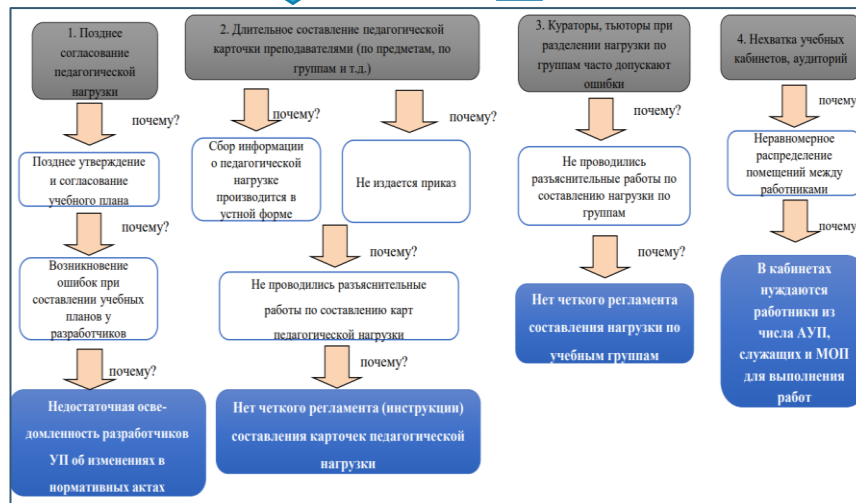 1. Позднее
согласование
педагогической
нагрузки
почему?
Позднее утверждение
и согласование
учебного плана
почему?
Возникновение
ошибок при
составлении учебных
планов у
разработчиков
почему?
Недостаточная осве-
домленность разработчиков
УП об изменениях в
нормативных актах
2. Длительное составление педагогической
карточки преподавателями (по предметам, по
группам и т.д.)
почему?
почему?
Сбор информации
о педагогической
нагрузке
производится в
устной форме
Не издается приказ
почему?
Не проводились разъяснительные
работы по составлению карт
педагогической нагрузки
почему?
Нет четкого регламента (инструкции)
составления карточек педагогической
нагрузки
3. Кураторы, тьюторы при
разделении нагрузки по
группам часто допускают
ошибки
почему?
Не проводились
разъяснительные работы по
составлению нагрузки по
группам
почему?
Нет четкого регламента
составления нагрузки по
учебным группам
4. Нехватка учебных
кабинетов, аудиторий
почему?
Неравномерное
распределение
помещений между
работниками
почему?
В кабинетах
нуждаются
работники из
числа АУП,
служащих и МОП
для выполнения
работ